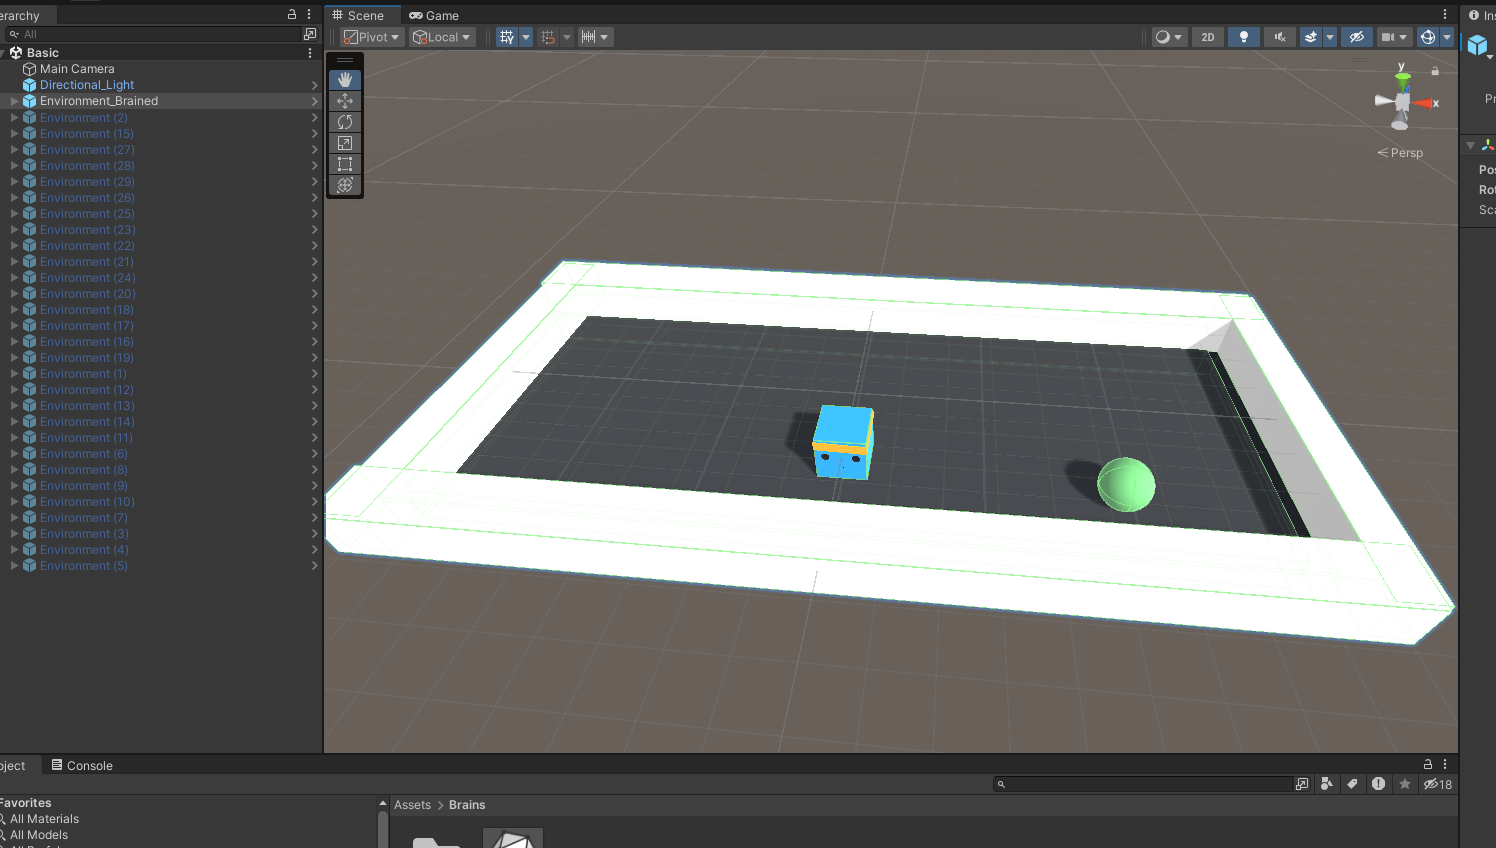 erarchy
All
Basic
Main Camera
Directional_Light
Environment_Brained
Environment (2)
Environment (15)
Environment (27)
Environment (28)
Environment (29)
Environment (26)
Environment (25)
Environment (23)
Environment (22)
Environment (21)
Environment (24)
Environment (20)
Environment (18)
Environment (17)
Environment (16)
Environment (19)
Environment (1)
Environment (12)
Environment (13)
Environment (14)
Environment (11)
Environment (6)
Environment (8)
Environment (9)
Environment (10)
Environment (7)
Environment (3)
Environment (4)
Environment (5)
Scene Game
Pivot Local 2D
y
x
Persp
Ins
Pr
Pos
Rot
Sca
oject Console
18
Favorites
All Materials
All Models
Assets > Brains